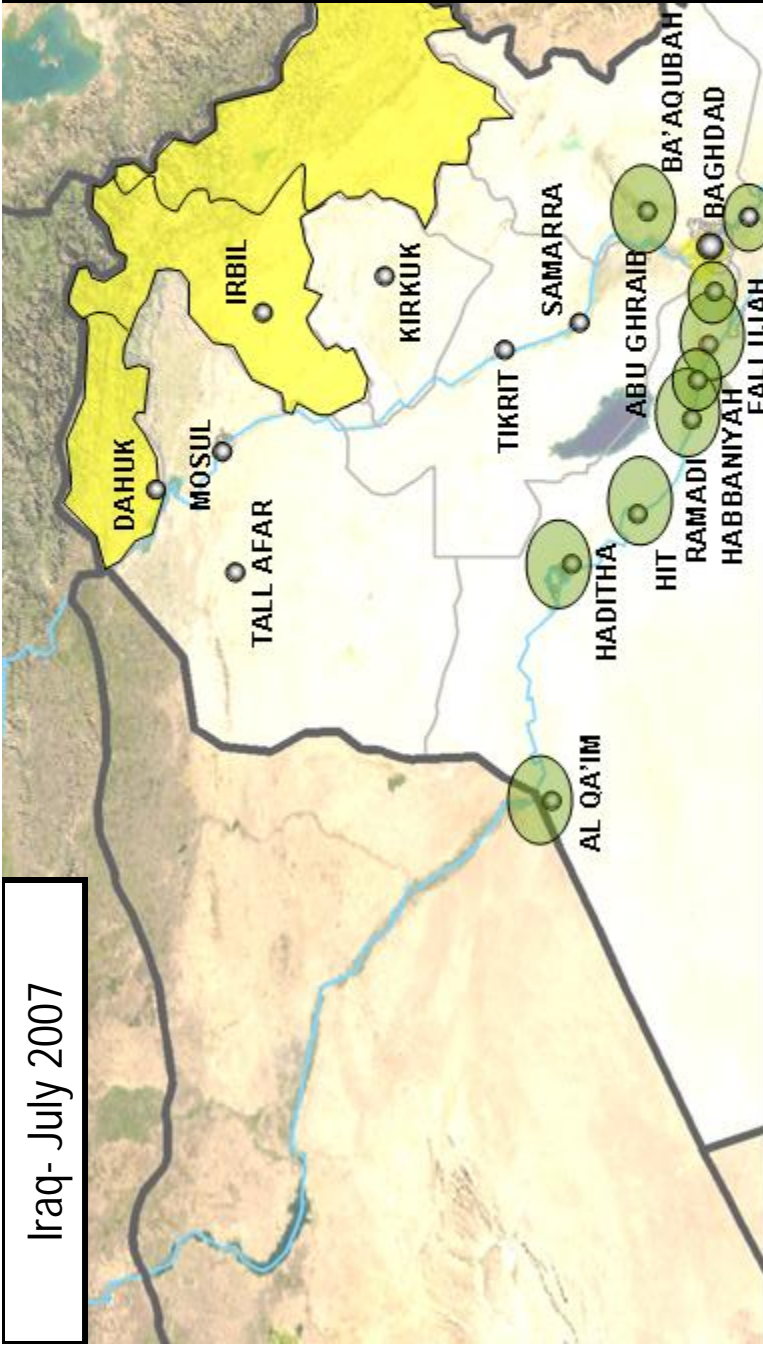 Iraq- July 2007
DAHUK
MOSUL
TALL AFAR
IRBIL
KIRKUK
TIKRIT
SAMARRA
BA'AQUBAH
BAGHDAD
ABU GHRAIB
FALLUJAH
HABBANIYAH
RAMADI
HIT
HADITHA
AL QA'IM